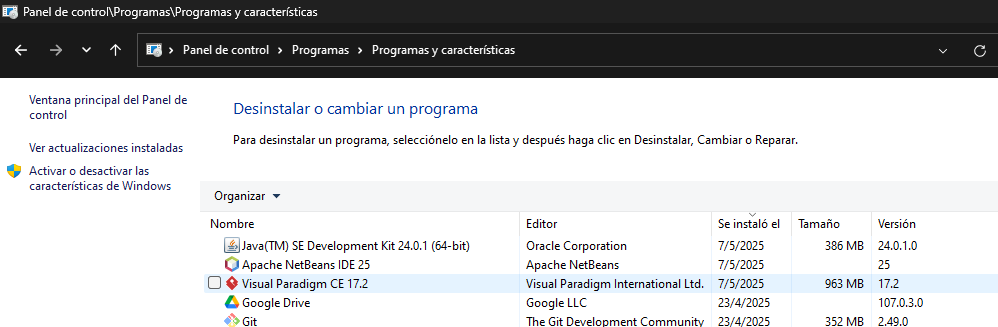 Panel de control\Programas\Programas y características
Panel de control > Programas > Programas y características
Ventana principal del Panel de
control
Ver actualizaciones instaladas
Activar o desactivar las
características de Windows
Desinstalar o cambiar un programa
Para desinstalar un programa, selecciónelo en la lista y después haga clic en Desinstalar, Cambiar o Reparar.
Organizar
Nombre Editor Se instaló el Tamaño Versión
Java(TM) SE Development Kit 24.0.1 (64-bit) Oracle Corporation 7/5/2025 386 MB 24.0.1.0
Apache NetBeans IDE 25 Apache NetBeans 7/5/2025 25
Visual Paradigm CE 17.2 Visual Paradigm International Ltd. 7/5/2025 963 MB 17.2
Google Drive Google LLC 23/4/2025 107.0.3.0
Git The Git Development Community 23/4/2025 352 MB 2.49.0